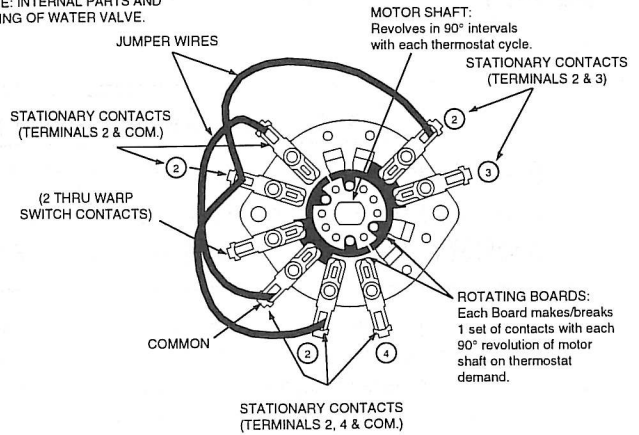 E: INTERNAL PARTS AND
ING OF WATER VALVE.
MOTOR SHAFT:
Revolves in 90° intervals
with each thermostat cycle.
JUMPER WIRES
STATIONARY CONTACTS
(TERMINALS 2 & 3)
STATIONARY CONTACTS
(TERMINALS 2 & COM.)
2
2
3
(2 THRU WARP
SWITCH CONTACTS)
ROTATING BOARDS:
Each Board makes/breaks
1 set of contacts with each
90° revolution of motor
shaft on thermostat
demand.
COMMON
2
4
STATIONARY CONTACTS
(TERMINALS 2, 4 & COM.)